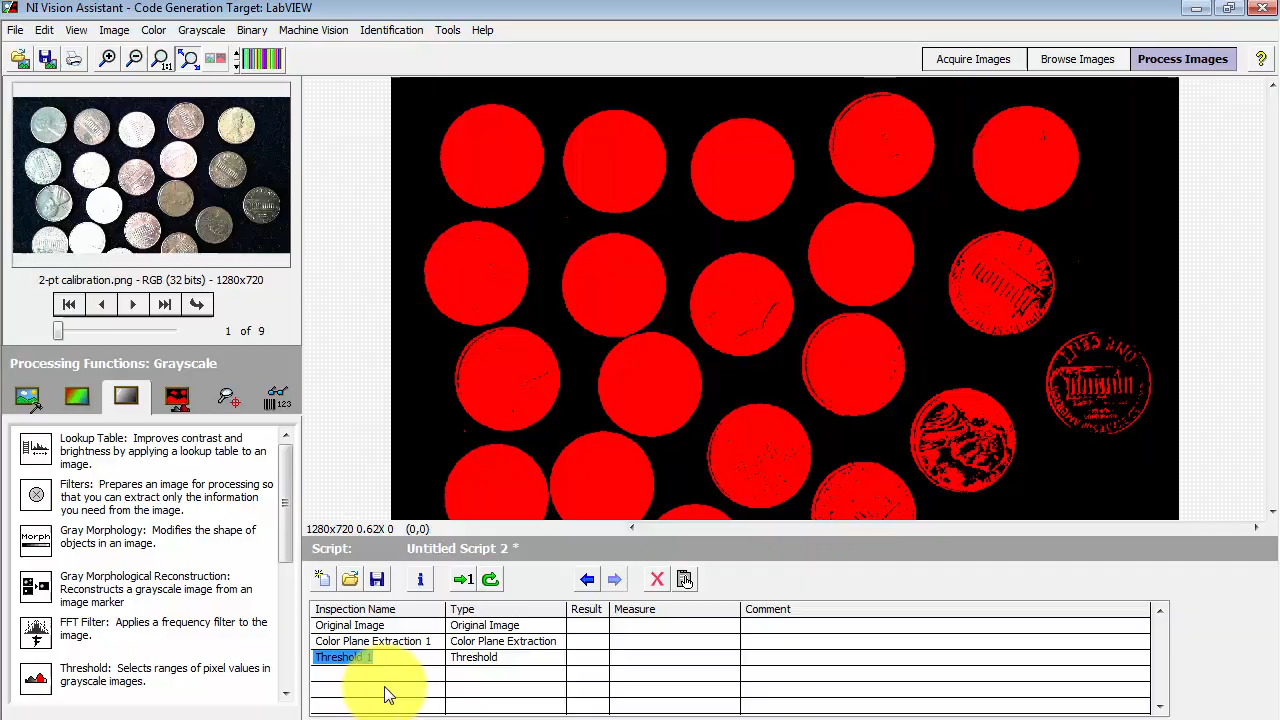 NI Vision Assistant - Code Generation Target: LabVIEW
File Edit View Image Color Grayscale Binary Machine Vision Identification Tools Help
1:1
Acquire Images Browse Images Process Images ?
2-pt calibration.png - RGB (32 bits) - 1280x720
1 of 9
Processing Functions: Grayscale
123
Lookup Table: Improves contrast and
brightness by applying a lookup table to an
image.
Filters: Prepares an image for processing so
that you can extract only the information
you need from the image.
Gray Morphology: Modifies the shape of
objects in an image.
Morph
Gray Morphological Reconstruction:
Reconstructs a grayscale image from an
image marker
FFT Filter: Applies a frequency filter to the
image.
Threshold: Selects ranges of pixel values in
grayscale images.
1280x720 0.62X 0 (0,0)
Script: Untitled Script 2 *
i 1
Inspection Name Type Result Measure Comment
Original Image Original Image
Color Plane Extraction 1 Color Plane Extraction
Threshold 1 Threshold